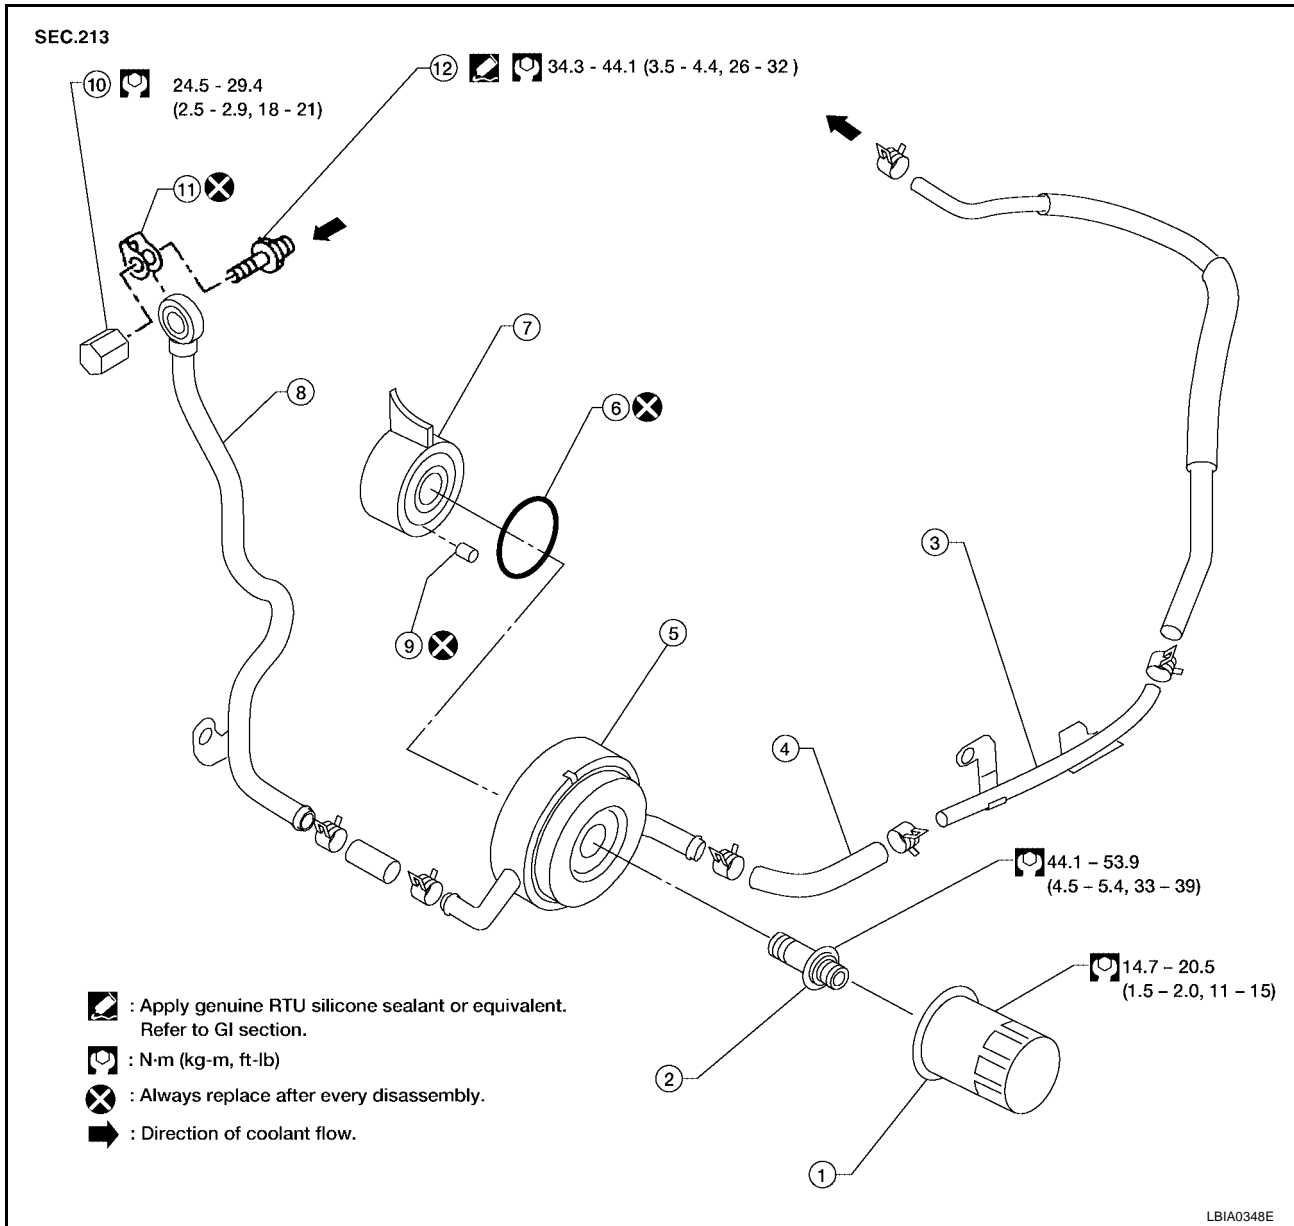 SEC.213
10 24.5 - 29.4
(2.5 - 2.9, 18 - 21)
12 34.3 - 44.1 (3.5 - 4.4, 26 - 32 )
11
7
8
6
3
9
5
4
44.1 – 53.9
(4.5 – 5.4, 33 – 39)
14.7 – 20.5
(1.5 – 2.0, 11 – 15)
2
1
: Apply genuine RTU silicone sealant or equivalent.
Refer to GI section.
: N·m (kg-m, ft-lb)
: Always replace after every disassembly.
: Direction of coolant flow.
LBIA0348E